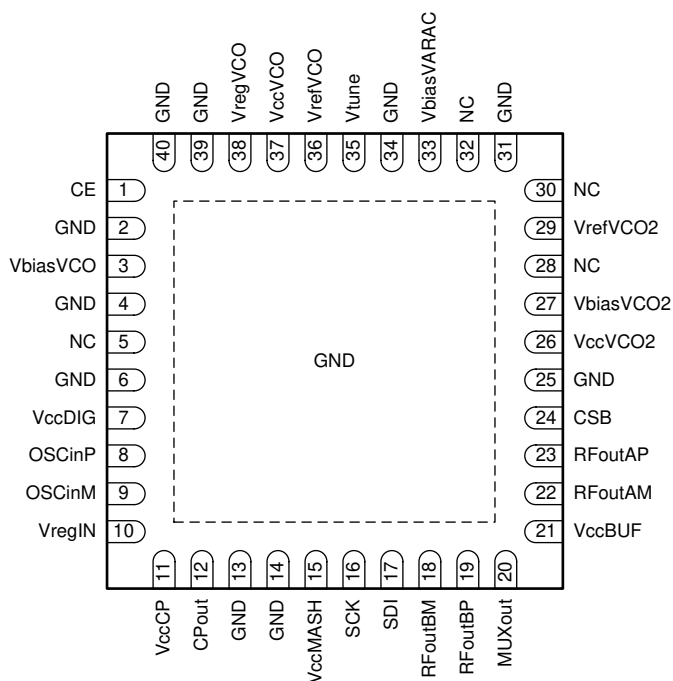 GND
GND
VregVCO
VccVCO
VrefVCO
Vtune
GND
VbiasVARAC
NC
GND
40
39
38
37
36
35
34
33
32
31
CE 1
GND 2
VbiasVCO 3
GND 4
NC 5
GND 6
VccDIG 7
OSCinP 8
OSCinM 9
VregIN 10
GND
30 NC
29 VrefVCO2
28 NC
27 VbiasVCO2
26 VccVCO2
25 GND
24 CSB
23 RFoutAP
22 RFoutAM
21 VccBUF
11
12
13
14
15
16
17
18
19
20
VccCP
CPout
GND
GND
VccMASH
SCK
SDI
RFoutBM
RFoutBP
MUXout